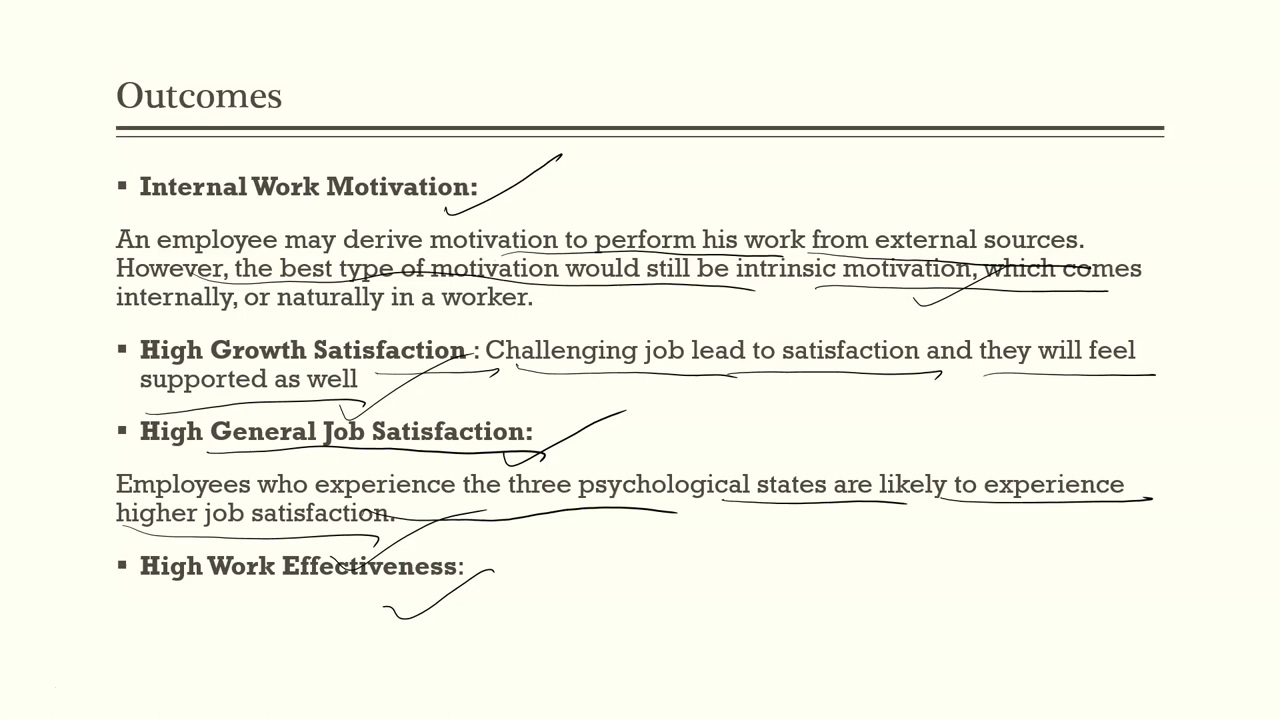 Outcomes
▪ Internal Work Motivation:
An employee may derive motivation to perform his work from external sources.
However, the best type of motivation would still be intrinsic motivation, which comes
internally, or naturally in a worker.
▪ High Growth Satisfaction : Challenging job lead to satisfaction and they will feel
supported as well
▪ High General Job Satisfaction:
Employees who experience the three psychological states are likely to experience
higher job satisfaction.
▪ High Work Effectiveness: